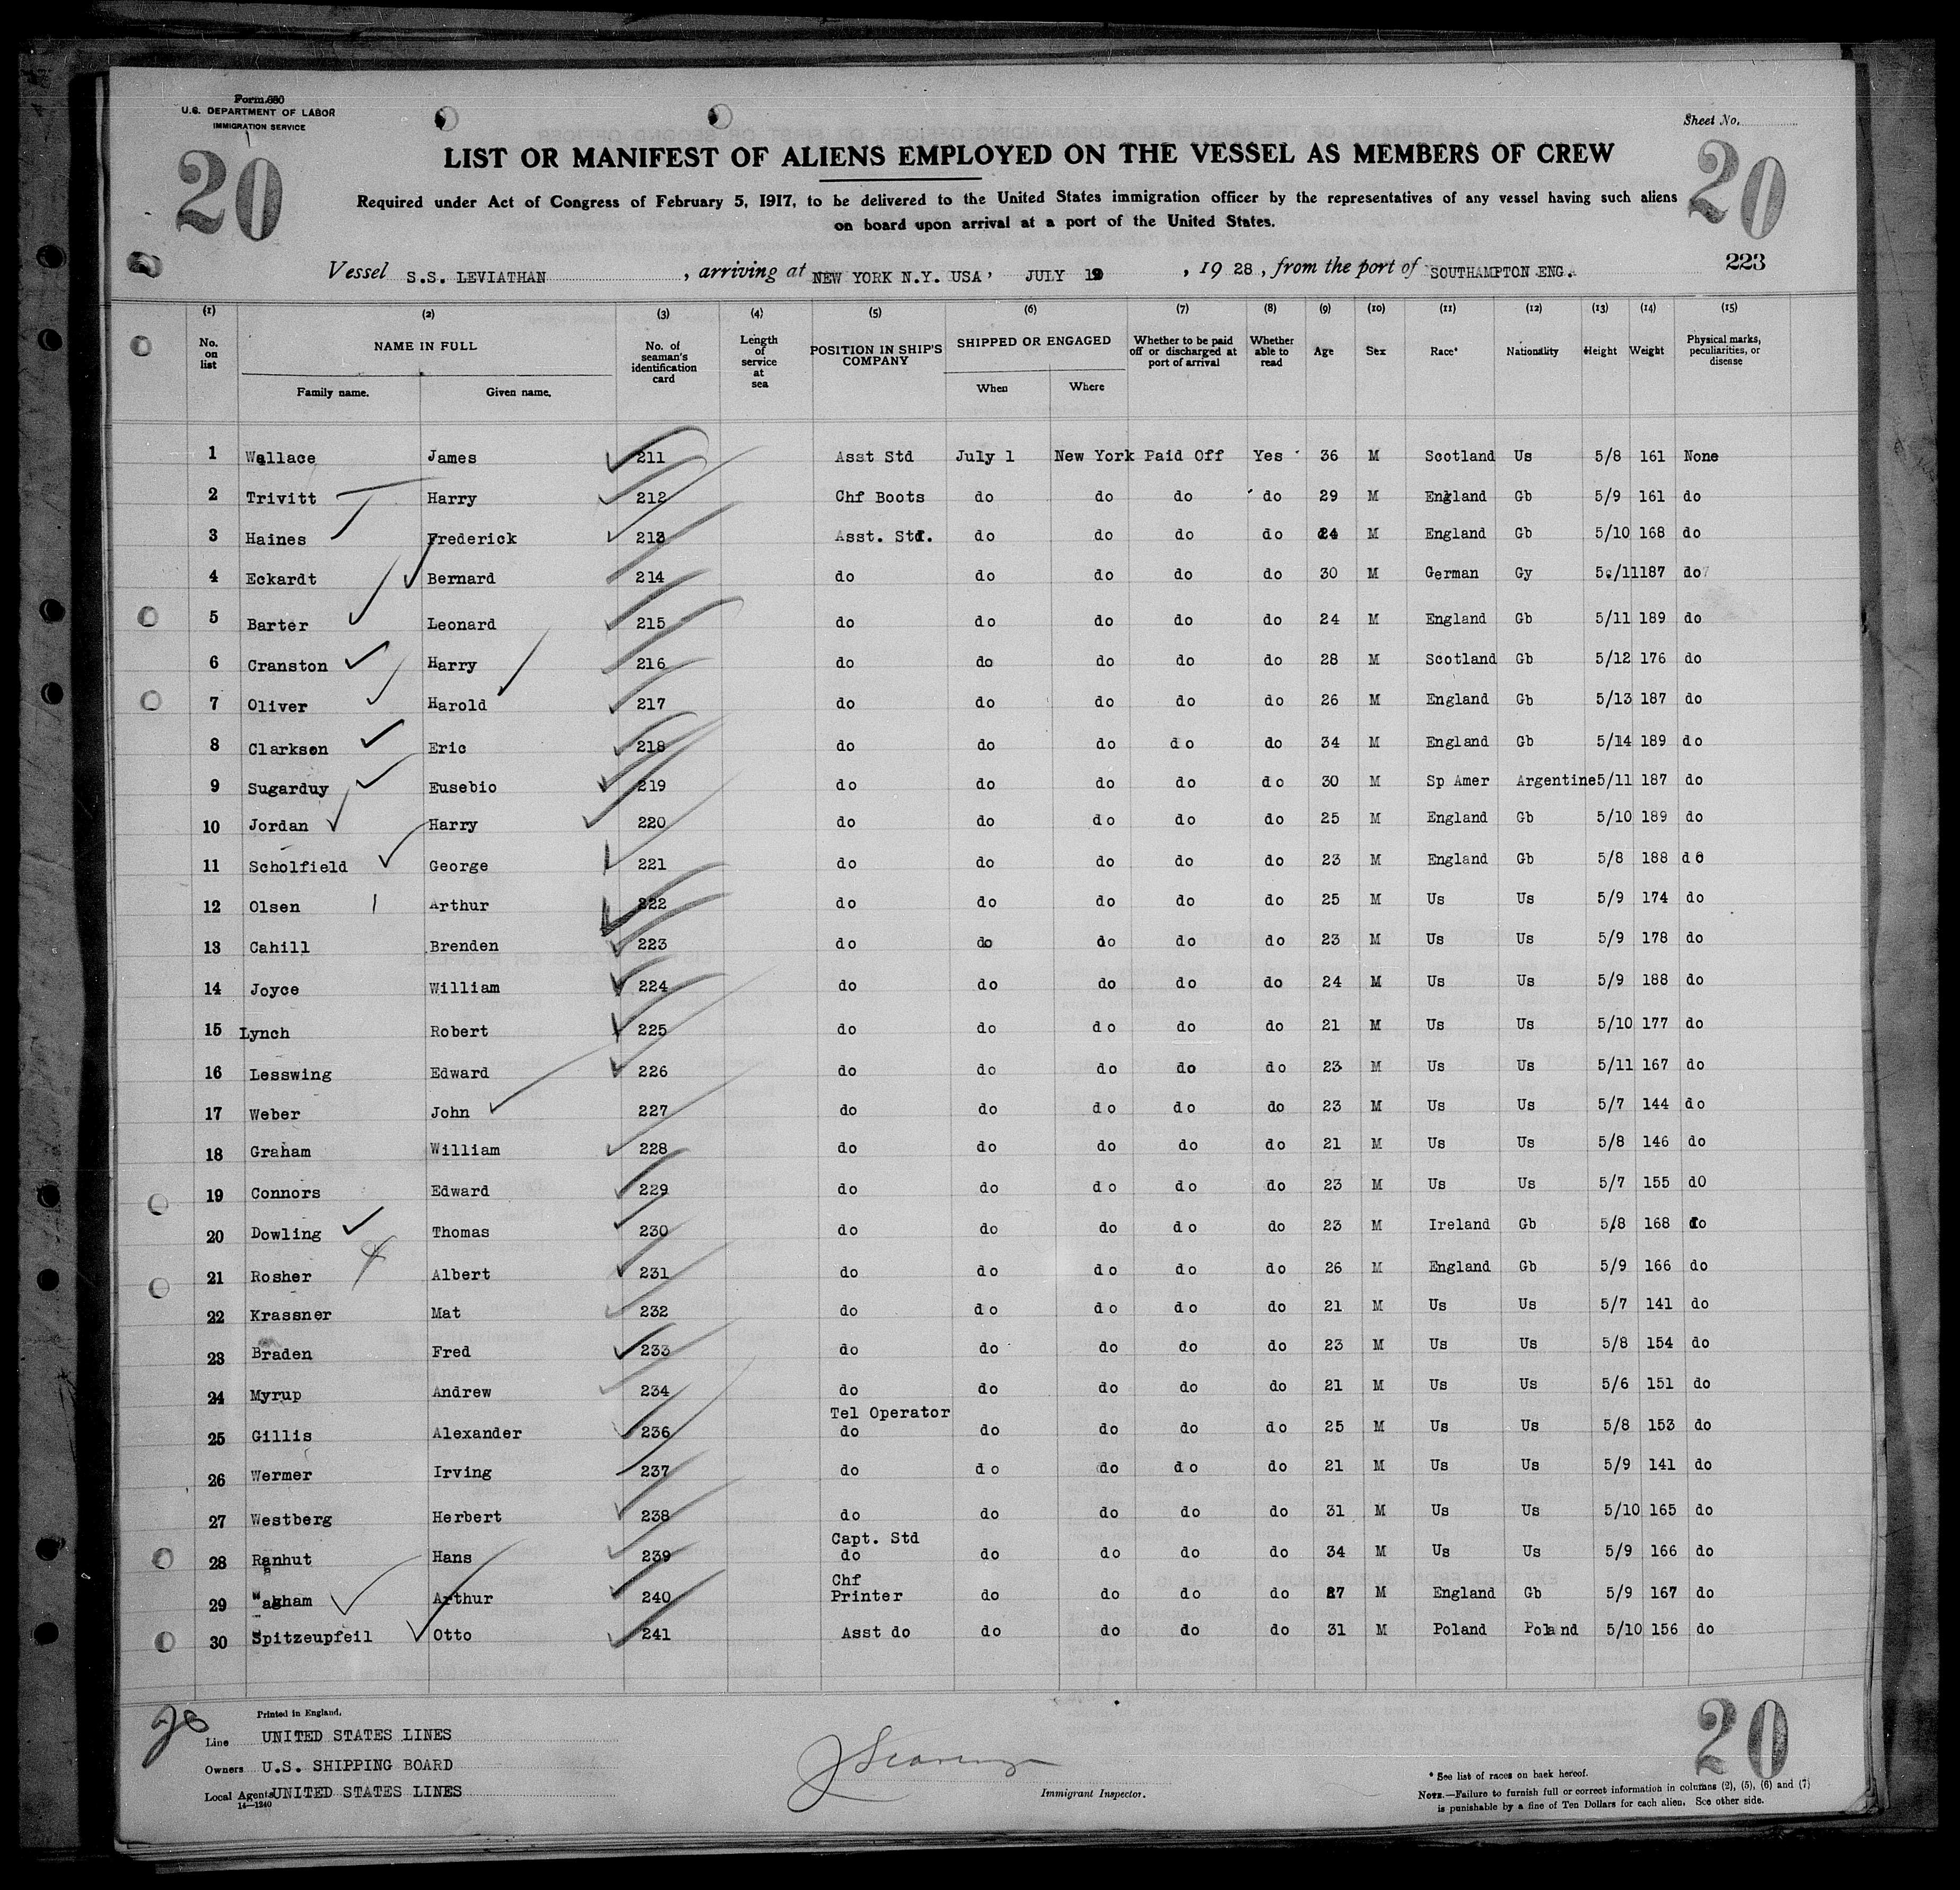 Form 680
U.S. DEPARTMENT OF LABOR
IMMIGRATION SERVICE
Sheet No.
20
20
LIST OR MANIFEST OF ALIENS EMPLOYED ON THE VESSEL AS MEMBERS OF CREW
Required under Act of Congress of February 5, 1917, to be delivered to the United States immigration officer by the representatives of any vessel having such aliens
on board upon arrival at a port of the United States.
223
Vessel S.S. LEVIATHAN, arriving at NEW YORK N.Y. USA, JULY 19, 1928, from the port of SOUTHAMPTON ENG.
(1) (2) (3) (4) (5) (6) (7) (8) (9) (10) (11) (12) (13) (14) (15)
No. on list NAME IN FULL Family name. Given name. No. of seaman's identification card Length of service at sea POSITION IN SHIP'S COMPANY SHIPPED OR ENGAGED When Where Whether to be paid off or discharged at port of arrival Whether able to read Age Sex Race* Nationality Height Weight Physical marks, peculiarities, or disease
1 Wallace James 211 Asst Std July 1 New York Paid Off Yes 36 M Scotland Us 5/8 161 None
2 Trivitt Harry 212 Chf Boots do do do do 29 M England Gb 5/9 161 do
3 Haines Frederick 213 Asst. Std. do do do do 24 M England Gb 5/10 168 do
4 Eckardt Bernard 214 do do do do do 30 M German Gy 5./11 187 do
5 Barter Leonard 215 do do do do do 24 M England Gb 5/11 189 do
6 Cranston Harry 216 do do do do do 28 M Scotland Gb 5/12 176 do
7 Oliver Harold 217 do do do do do 26 M England Gb 5/13 187 do
8 Clarksen Eric 218 do do do do do 34 M England Gb 5/14 189 do
9 Sugarduy Eusebio 219 do do do do do 30 M Sp Amer Argentine 5/11 187 do
10 Jordan Harry 220 do do do do do 25 M England Gb 5/10 189 do
11 Scholfield George 221 do do do do do 23 M England Gb 5/8 188 do
12 Olsen Arthur 222 do do do do do 25 M Us Us 5/9 174 do
13 Cahill Brenden 223 do do do do do 23 M Us Us 5/9 178 do
14 Joyce William 224 do do do do do 24 M Us Us 5/9 188 do
15 Lynch Robert 225 do do do do do 21 M Us Us 5/10 177 do
16 Lesswing Edward 226 do do do do do 23 M Us Us 5/11 167 do
17 Weber John 227 do do do do do 23 M Us Us 5/7 144 do
18 Graham William 228 do do do do do 21 M Us Us 5/8 146 do
19 Connors Edward 229 do do do do do 23 M Us Us 5/7 155 dO
20 Dowling Thomas 230 do do do do do 23 M Ireland Gb 5/8 168 do
21 Rosher Albert 231 do do do do do 26 M England Gb 5/9 166 do
22 Krassner Mat 232 do do do do do 21 M Us Us 5/7 141 do
23 Braden Fred 233 do do do do do 23 M Us Us 5/8 154 do
24 Myrup Andrew 234 do do do do do 21 M Us Us 5/6 151 do
25 Gillis Alexander 236 Tel Operator do do do do do 25 M Us Us 5/8 153 do
26 Wermer Irving 237 do do do do do 21 M Us Us 5/9 141 do
27 Westberg Herbert 238 do do do do do 31 M Us Us 5/10 165 do
28 Ranhut Hans 239 Capt. Std do do do do do 34 M Us Us 5/9 166 do
29 Arthur 240 Chf Printer do do do do M England Gb 5/9 167 do
30 Spitzeupfeil Otto 241 Asst do do do do do 31 M Poland Poland 5/10 156 do
20
Printed in England.
Line UNITED STATES LINES
Owners U.S. SHIPPING BOARD
Local Agents UNITED STATES LINES
14—1240
Immigrant Inspector.
20
* See list of races on back hereof.
NOTE.—Failure to furnish full or correct information in columns (2), (5), (6) and (7)
is punishable by a fine of Ten Dollars for each alien. See other side.